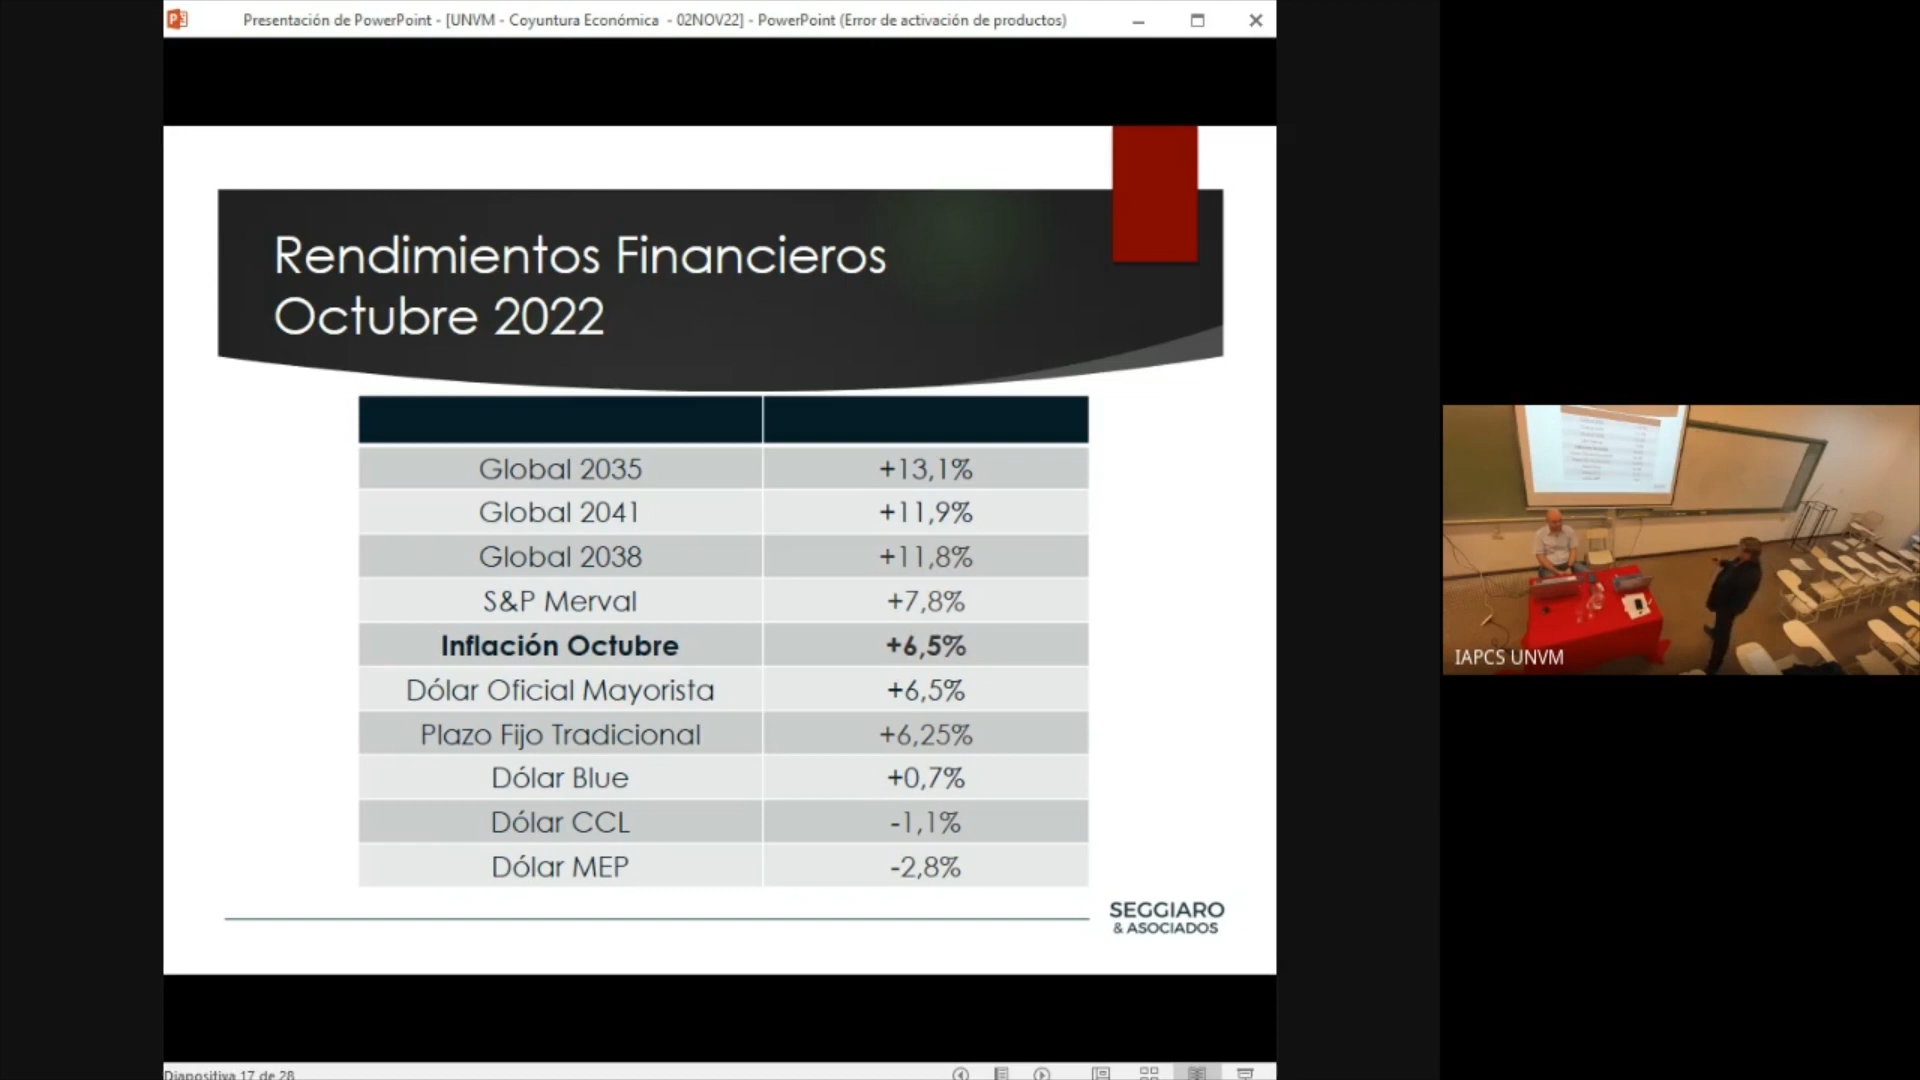 Presentación de PowerPoint - [UNVM - Coyuntura Económica - 02NOV22] - PowerPoint (Error de activación de productos)
Rendimientos Financieros
Octubre 2022
Global 2035 +13,1%
Global 2041 +11,9%
Global 2038 +11,8%
S&P Merval +7,8%
Inflación Octubre +6,5%
Dólar Oficial Mayorista +6,5%
Plazo Fijo Tradicional +6,25%
Dólar Blue +0,7%
Dólar CCL -1,1%
Dólar MEP -2,8%
SEGGIARO
& ASOCIADOS
IAPCS UNVM
Diapositiva 17 de 28